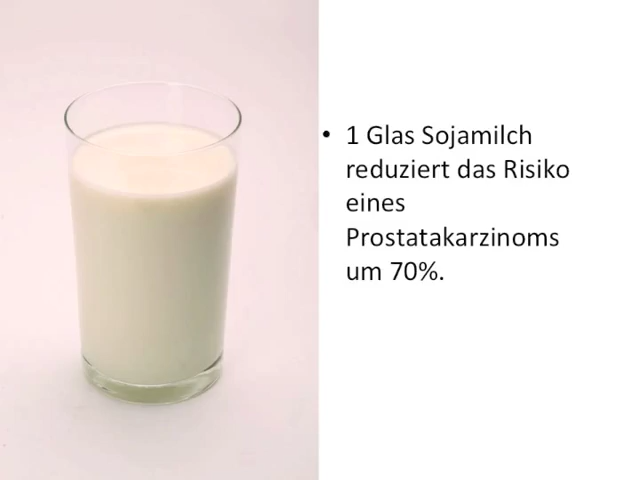 • 1 Glas Sojamilch
reduziert das Risiko
eines
Prostatakarzinoms
um 70%.